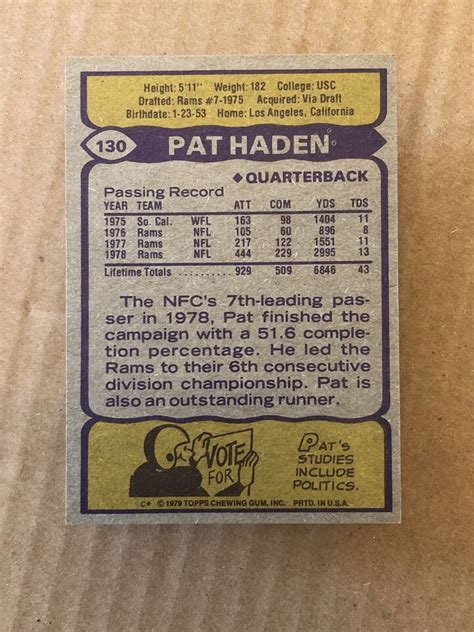 Height: 5'11" Weight: 182 College: USC
Drafted: Rams #7-1975 Acquired: Via Draft
Birthdate: 1-23-53 Home: Los Angeles, California
130 PAT HADEN
◆ QUARTERBACK
Passing Record
YEAR TEAM ATT COM YDS TDS
1975 So. Cal. WFL 163 98 1404 11
1976 Rams NFL 105 60 896 8
1977 Rams NFL 217 122 1551 11
1978 Rams NFL 444 229 2995 13
Lifetime Totals .......... 929 509 6846 43
The NFC's 7th-leading pas-
ser in 1978, Pat finished the
campaign with a 51.6 comple-
tion percentage. He led the
Rams to their 6th consecutive
division championship. Pat is
also an outstanding runner.
VOTE
FOR
PAT'S
STUDIES
INCLUDE
POLITICS.
C* © 1979 TOPPS CHEWING GUM, INC. PRTD. IN U.S.A.